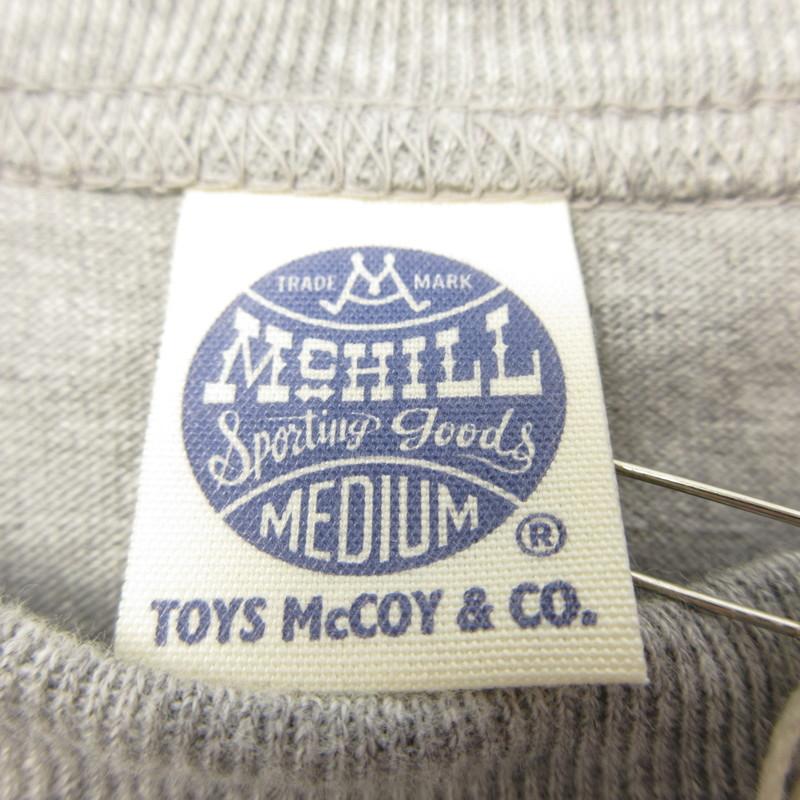 TRADE M MARK
McHILL
Sporting Goods
MEDIUM
®
TOYS McCOY & CO.